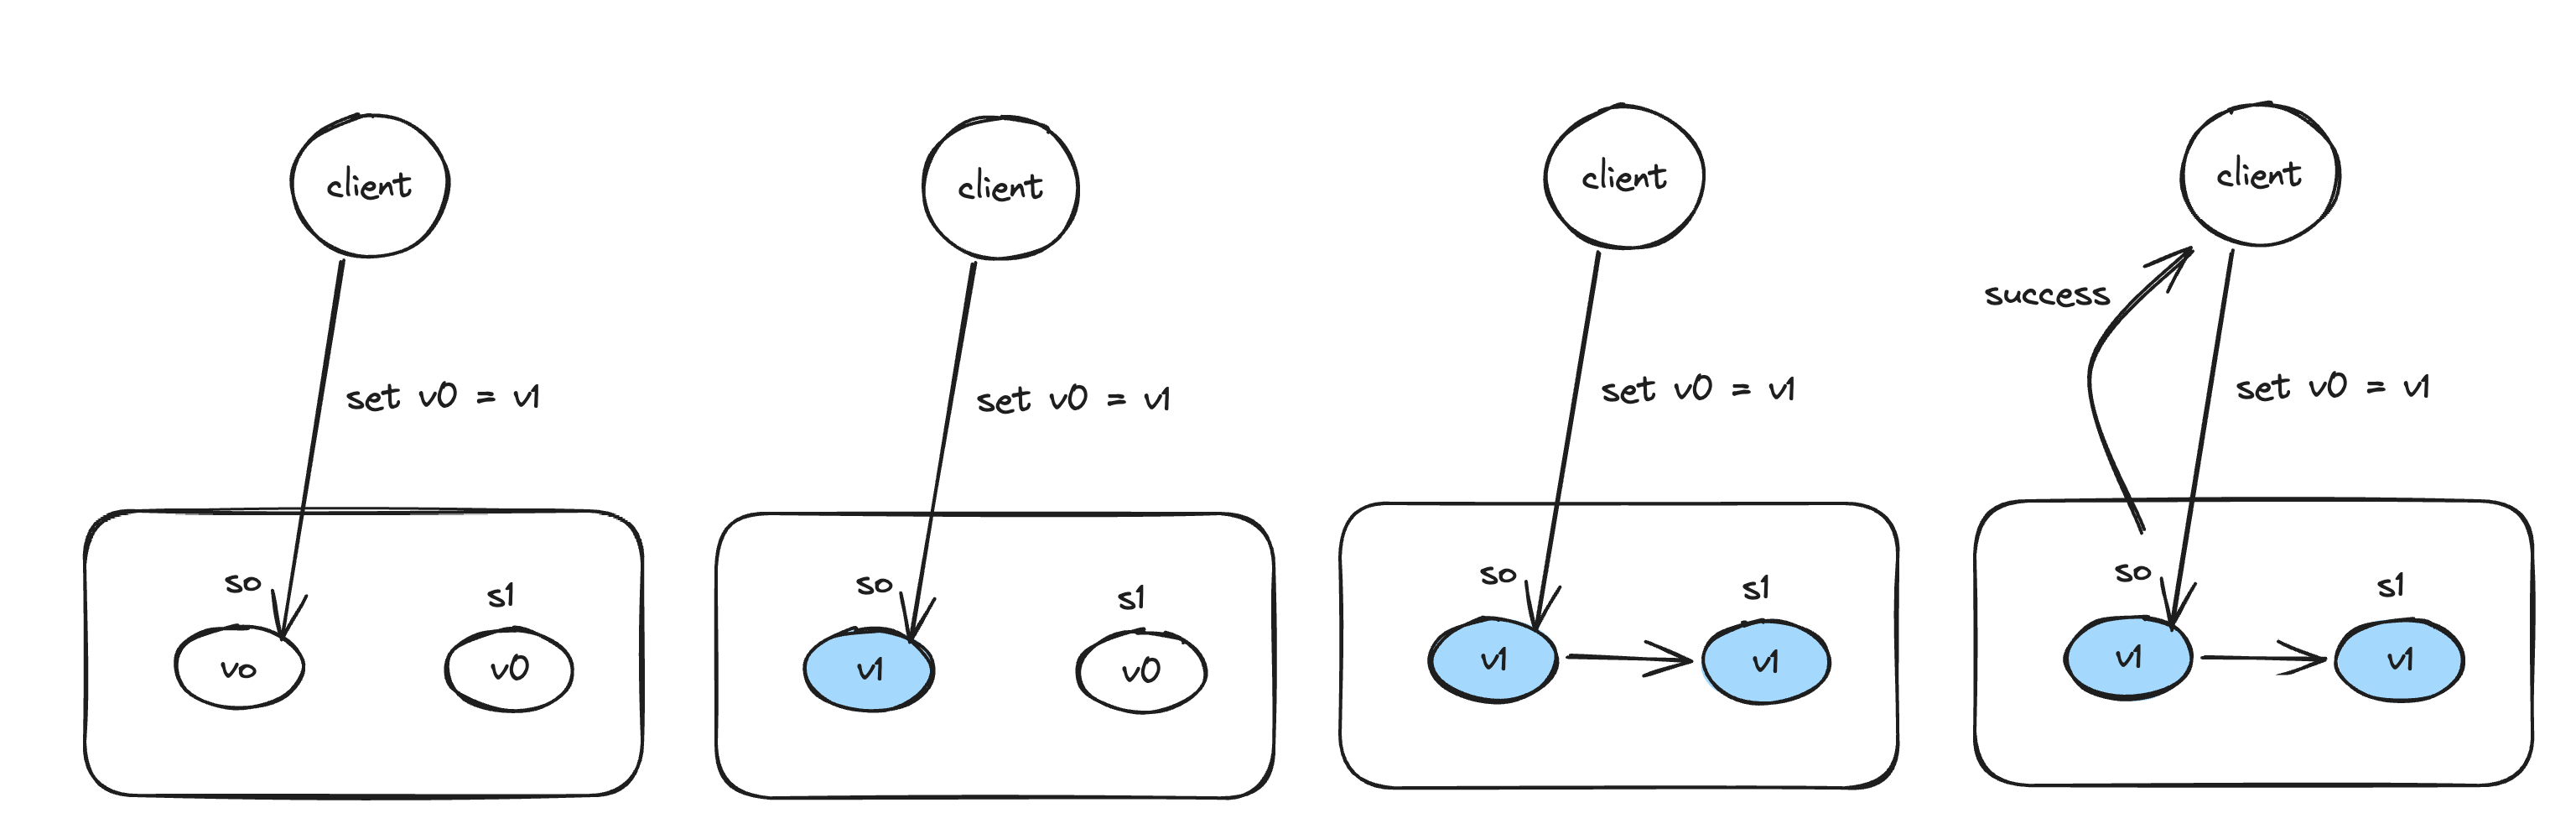 client
set v0 = v1
so
s1
vo
v0
client
set v0 = v1
so
s1
v1
v0
client
set v0 = v1
so
s1
v1
v1
client
success
set v0 = v1
so
s1
v1
v1